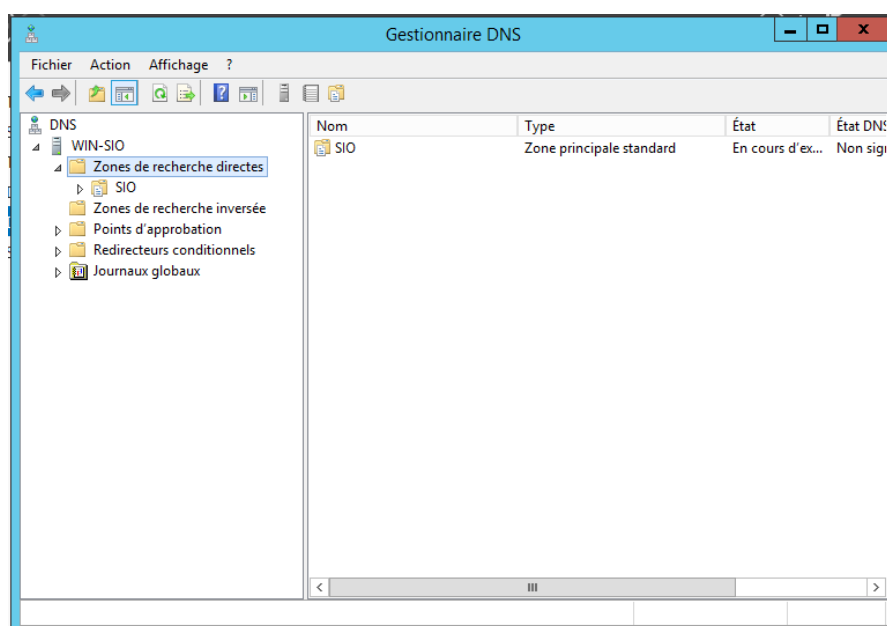 Gestionnaire DNS
Fichier Action Affichage ?
DNS
WIN-SIO
Zones de recherche directes
SIO
Zones de recherche inversée
Points d'approbation
Redirecteurs conditionnels
Journaux globaux
Nom Type État État DNS
SIO Zone principale standard En cours d'ex... Non sig